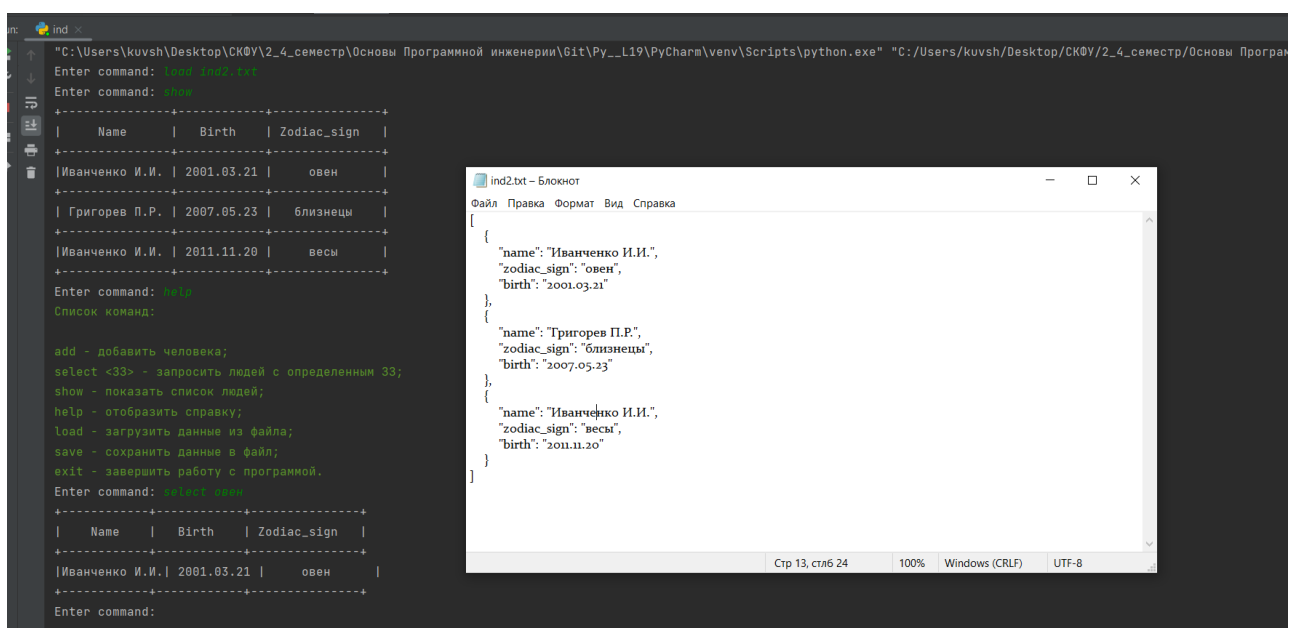 un: ind ×
"C:\Users\kuvsh\Desktop\СКФУ\2_4_семестр\Основы Программной инженерии\Git\Py__L19\PyCharm\venv\Scripts\python.exe" "C:/Users/kuvsh/Desktop/СКФУ/2_4_семестр/Основы Програм
Enter command: load ind2.txt
Enter command: show
+---------------+------------+---------------+
|     Name      |   Birth    | Zodiac_sign   |
+---------------+------------+---------------+
|Иванченко И.И. | 2001.03.21 |     овен      |
+---------------+------------+---------------+
| Григорев П.Р. | 2007.05.23 |   близнецы    |
+---------------+------------+---------------+
|Иванченко И.И. | 2011.11.20 |     весы      |
+---------------+------------+---------------+
Enter command: help
Список команд:
add - добавить человека;
select <ЗЗ> - запросить людей с определенным ЗЗ;
show - показать список людей;
help - отобразить справку;
load - загрузить данные из файла;
save - сохранить данные в файл;
exit - завершить работу с программой.
Enter command: select овен
+------------+------------+---------------+
|    Name    |   Birth    | Zodiac_sign   |
+------------+------------+---------------+
|Иванченко И.И.| 2001.03.21 |     овен      |
+------------+------------+---------------+
Enter command:
ind2.txt – Блокнот
Файл Правка Формат Вид Справка
[
  {
    "name": "Иванченко И.И.",
    "zodiac_sign": "овен",
    "birth": "2001.03.21"
  },
  {
    "name": "Григорев П.Р.",
    "zodiac_sign": "близнецы",
    "birth": "2007.05.23"
  },
  {
    "name": "Иванченко И.И.",
    "zodiac_sign": "весы",
    "birth": "2011.11.20"
  }
]
Стр 13, стлб 24 100% Windows (CRLF) UTF-8